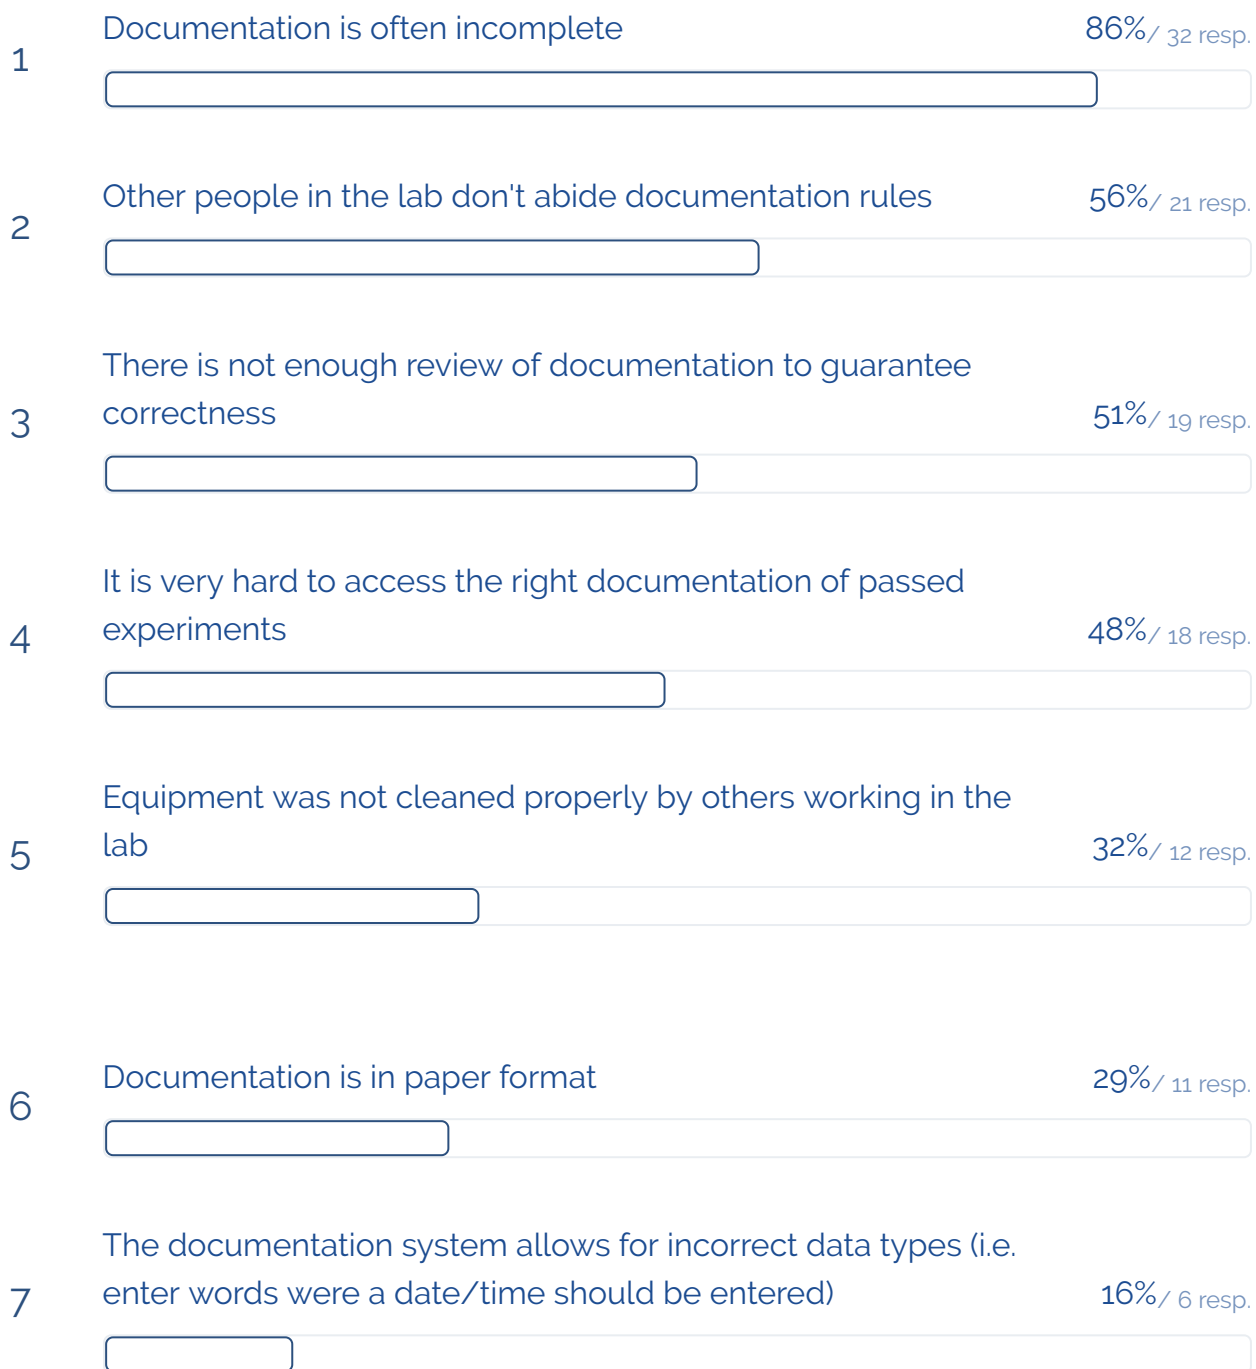 1
Documentation is often incomplete
86% / 32 resp.
2
Other people in the lab don't abide documentation rules
56% / 21 resp.
3
There is not enough review of documentation to guarantee
correctness
51% / 19 resp.
4
It is very hard to access the right documentation of passed
experiments
48% / 18 resp.
5
Equipment was not cleaned properly by others working in the
lab
32% / 12 resp.
6
Documentation is in paper format
29% / 11 resp.
7
The documentation system allows for incorrect data types (i.e.
enter words were a date/time should be entered)
16% / 6 resp.